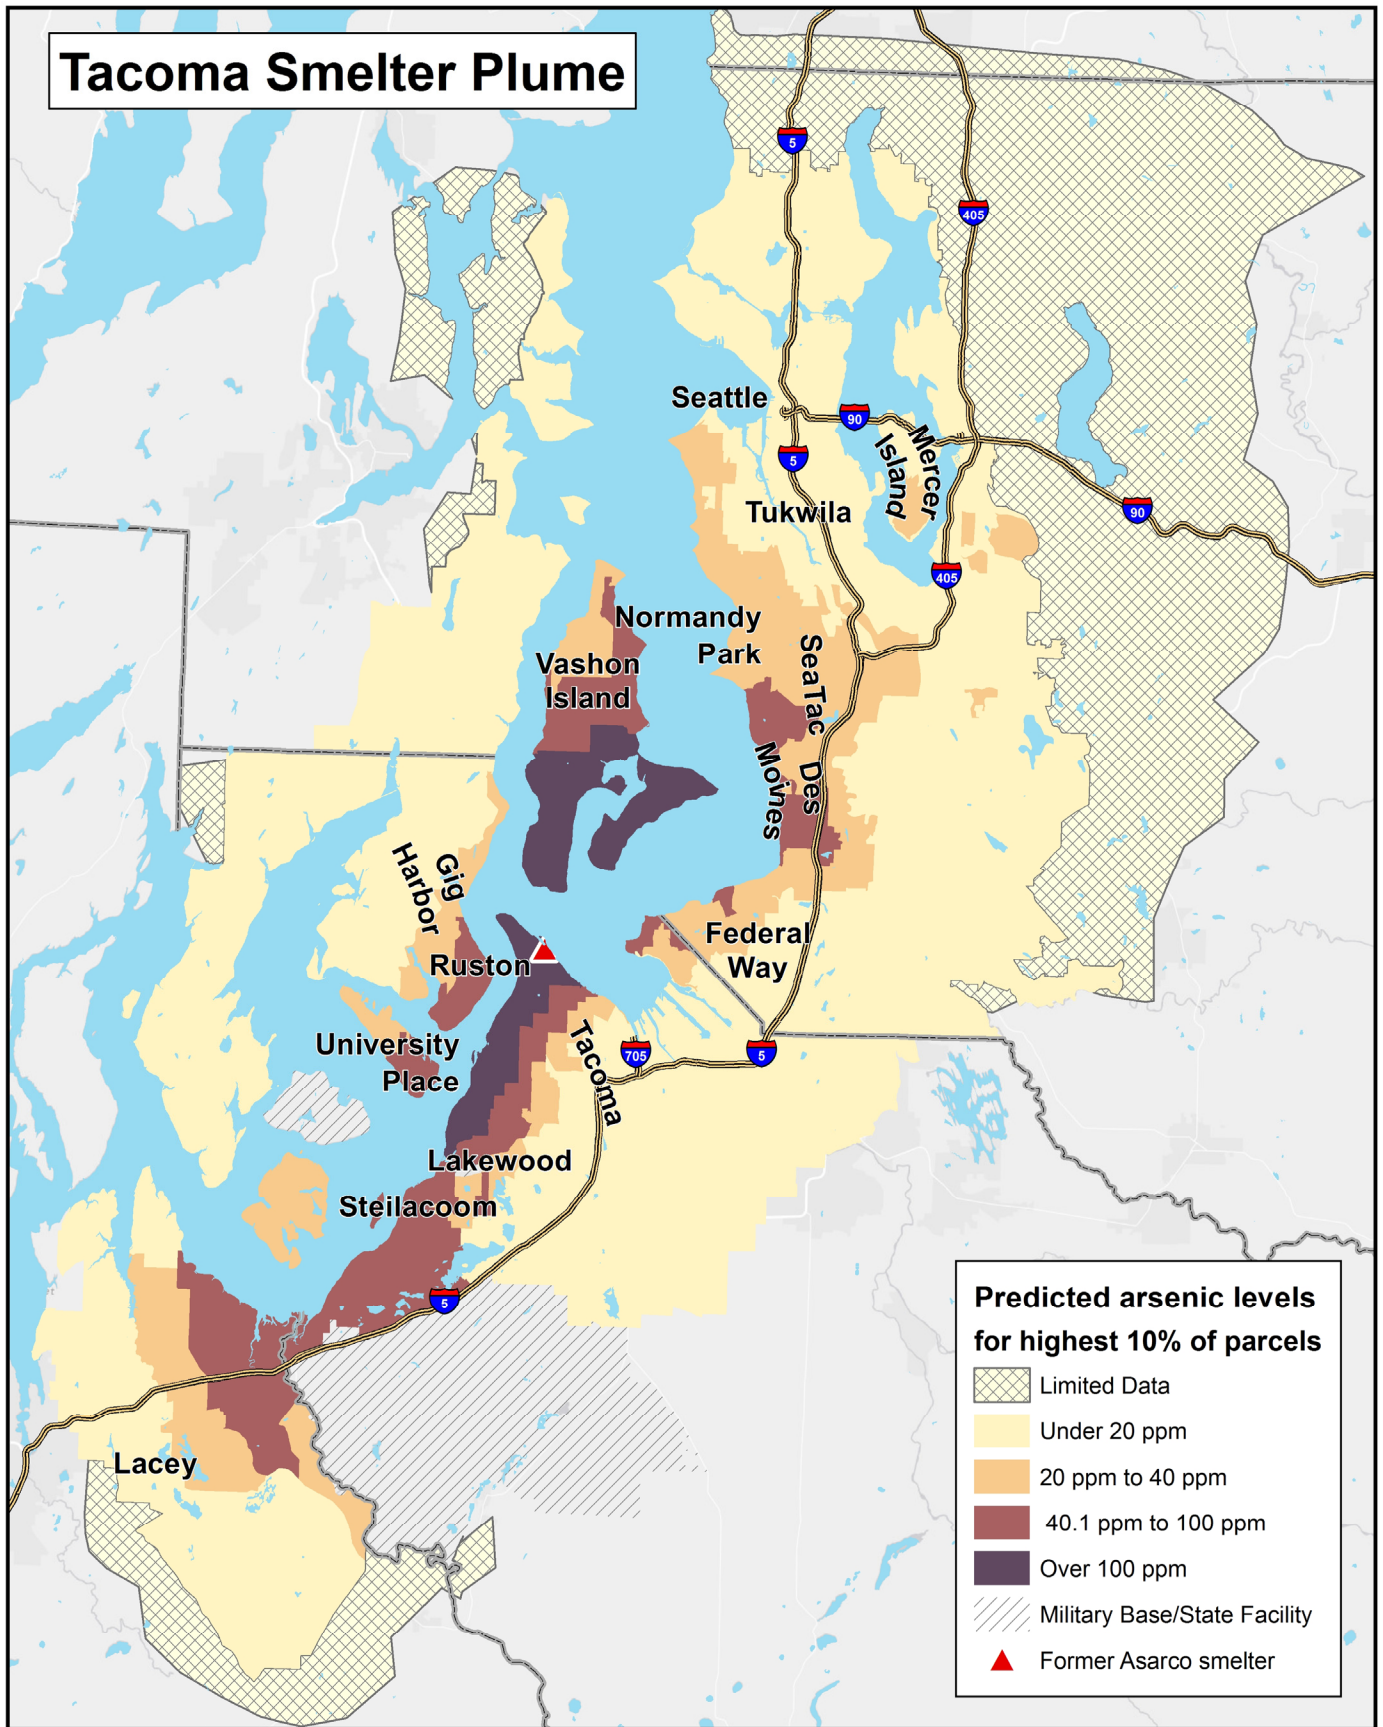 Tacoma Smelter Plume
5
405
Seattle
90
5
Mercer
Island
Tukwila
90
405
Normandy
Park
Vashon
Island
SeaTac
Des
Moines
Gig
Harbor
Federal
Way
Ruston
University
Place
Tacoma
705
5
Lakewood
Steilacoom
5
Lacey
Predicted arsenic levels
for highest 10% of parcels
Limited Data
Under 20 ppm
20 ppm to 40 ppm
40.1 ppm to 100 ppm
Over 100 ppm
Military Base/State Facility
Former Asarco smelter